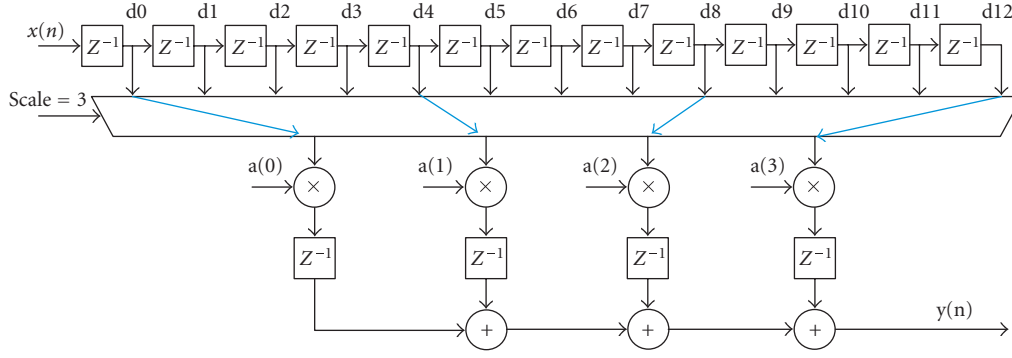 d0 d1 d2 d3 d4 d5 d6 d7 d8 d9 d10 d11 d12
x(n) Z⁻¹ Z⁻¹ Z⁻¹ Z⁻¹ Z⁻¹ Z⁻¹ Z⁻¹ Z⁻¹ Z⁻¹ Z⁻¹ Z⁻¹ Z⁻¹ Z⁻¹
Scale = 3
a(0) × a(1) × a(2) × a(3) ×
Z⁻¹ Z⁻¹ Z⁻¹ Z⁻¹
+ + + y(n)